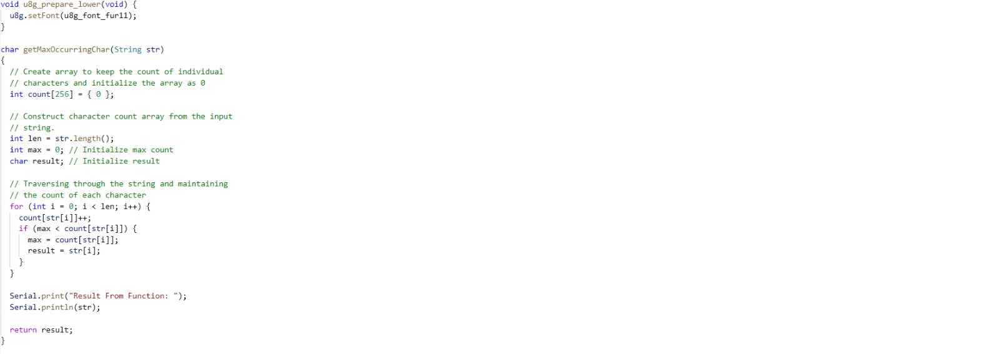 void u8g_prepare_lower(void) {
  u8g.setFont(u8g_font_fur11);
}
char getMaxOccurringChar(String str)
{
  // Create array to keep the count of individual
  // characters and initialize the array as 0
  int count[256] = { 0 };
  // Construct character count array from the input
  // string.
  int len = str.length();
  int max = 0; // Initialize max count
  char result; // Initialize result
  // Traversing through the string and maintaining
  // the count of each character
  for (int i = 0; i < len; i++) {
    count[str[i]]++;
    if (max < count[str[i]]) {
      max = count[str[i]];
      result = str[i];
    }
  }
  Serial.print("Result From Function: ");
  Serial.println(str);
  return result;
}